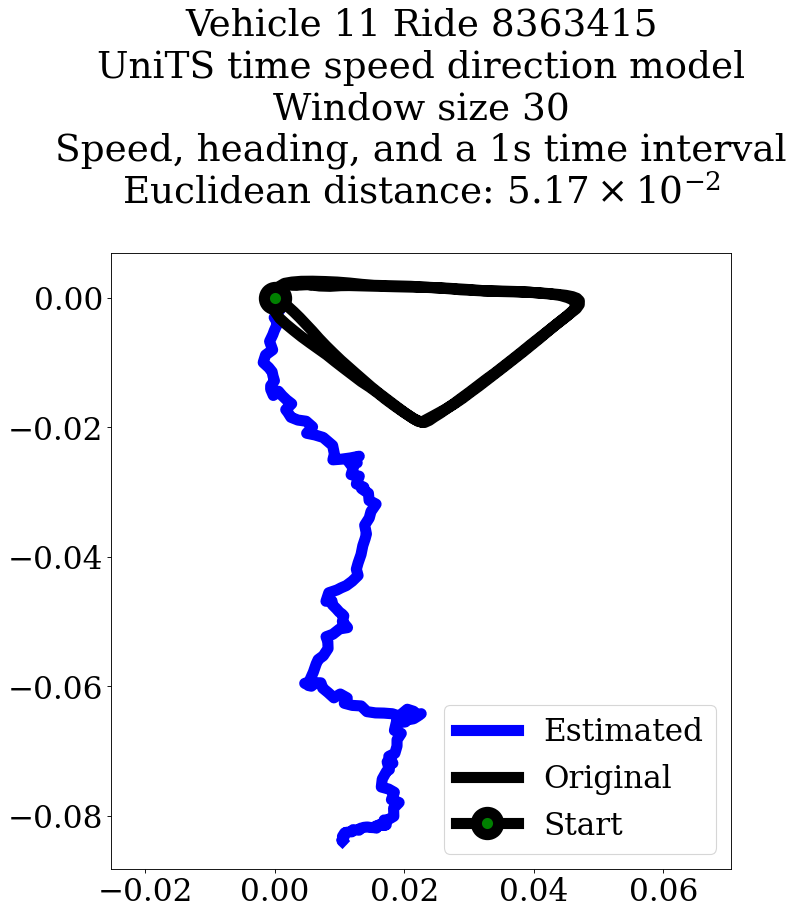 Vehicle 11 Ride 8363415
UniTS time speed direction model
Window size 30
Speed, heading, and a 1s time interval
Euclidean distance: 5.17 × 10⁻²
0.00
−0.02
−0.04
−0.06
−0.08
Estimated
Original
Start
−0.02 0.00 0.02 0.04 0.06